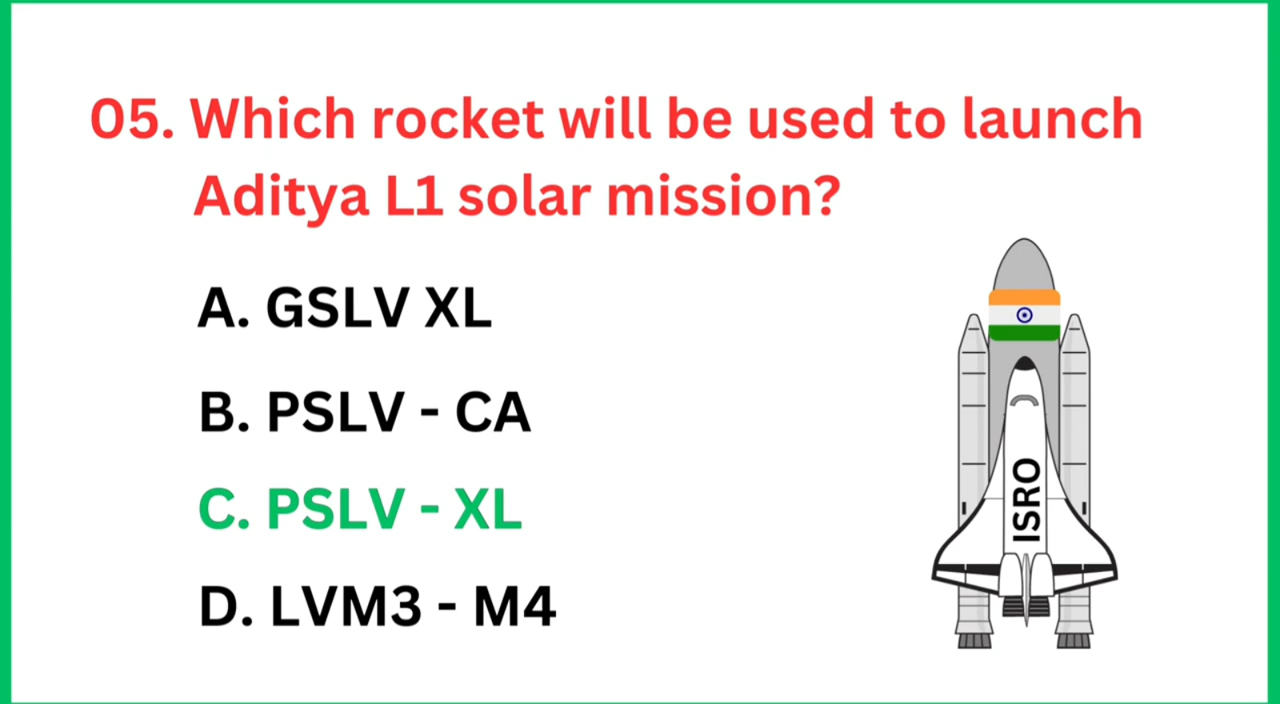 05. Which rocket will be used to launch
Aditya L1 solar mission?
A. GSLV XL
B. PSLV - CA
C. PSLV - XL
D. LVM3 - M4
ISRO